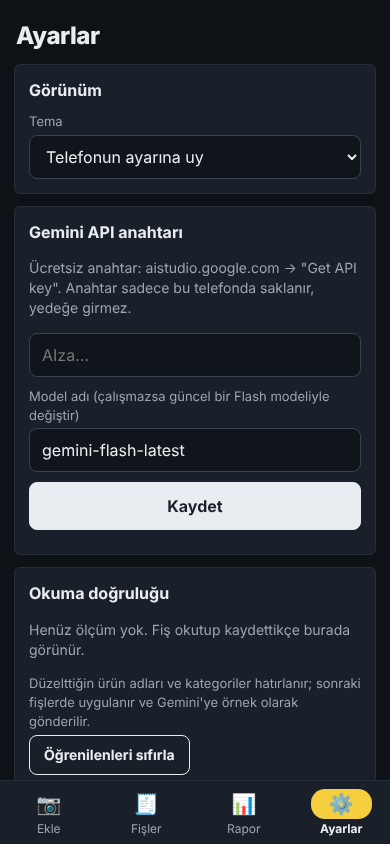 Ayarlar
Görünüm
Tema
Telefonun ayarına uy
Gemini API anahtarı
Ücretsiz anahtar: aistudio.google.com → "Get API
key". Anahtar sadece bu telefonda saklanır,
yedeğe girmez.
AIza...
Model adı (çalışmazsa güncel bir Flash modeliyle
değiştir)
gemini-flash-latest
Kaydet
Okuma doğruluğu
Henüz ölçüm yok. Fiş okutup kaydettikçe burada
görünür.
Düzelttiğin ürün adları ve kategoriler hatırlanır; sonraki
fişlerde uygulanır ve Gemini'ye örnek olarak
gönderilir.
Öğrenilenleri sıfırla
Ekle
Fişler
Rapor
Ayarlar